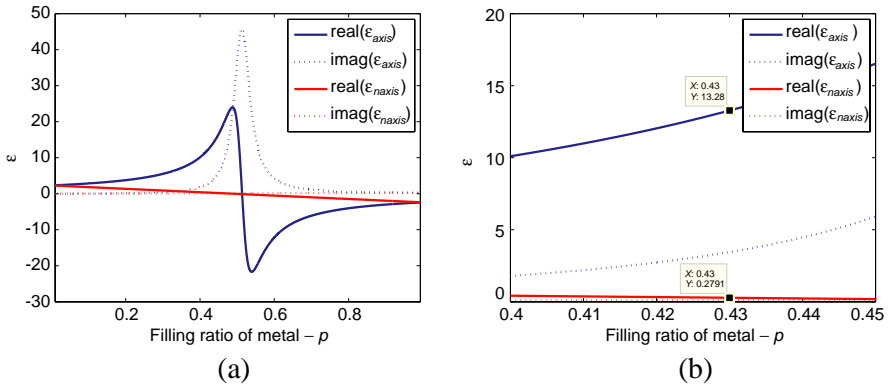 ε
50
40
30
20
10
0
-10
-20
-30
0.2
0.4
0.6
0.8
real(ε_axis)
imag(ε_axis)
real(ε_naxis)
imag(ε_naxis)
Filling ratio of metal − p
(a)
ε
20
15
10
5
0
0.4
0.41
0.42
0.43
0.44
0.45
real(ε_axis )
imag(ε_axis )
real(ε_naxis)
imag(ε_naxis)
X: 0.43
Y: 13.28
X: 0.43
Y: 0.2791
Filling ratio of metal − p
(b)